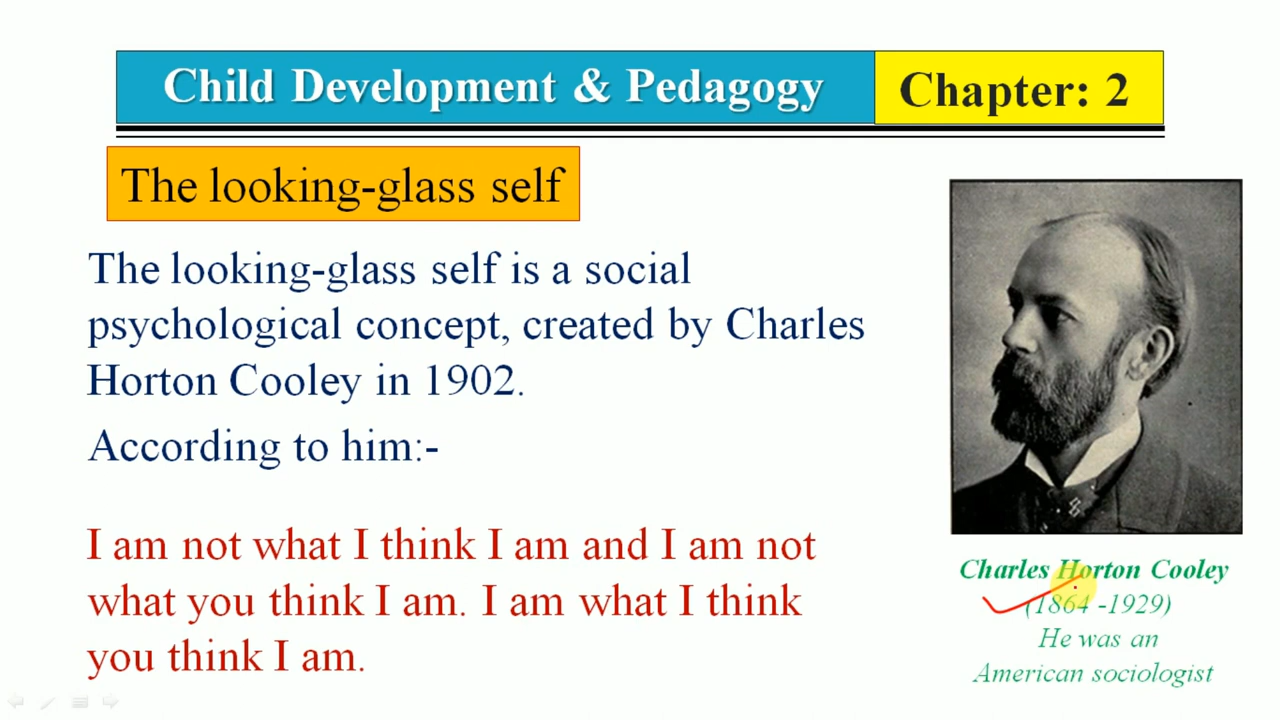 Child Development & Pedagogy
Chapter: 2
The looking-glass self
The looking-glass self is a social
psychological concept, created by Charles
Horton Cooley in 1902.
According to him:-
I am not what I think I am and I am not
what you think I am. I am what I think
you think I am.
Charles Horton Cooley
(1864 -1929)
He was an
American sociologist